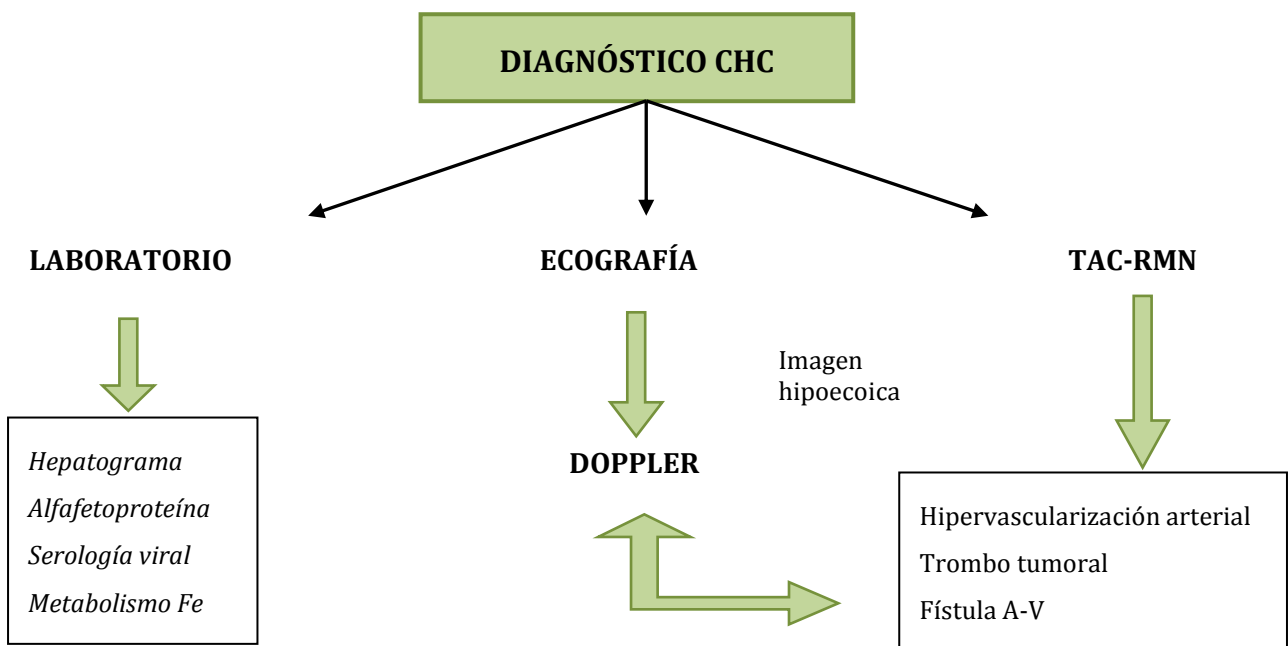 DIAGNÓSTICO CHC
LABORATORIO
ECOGRAFÍA
TAC-RMN
Imagen
hipoecoica
DOPPLER
Hepatograma
Alfafetoproteína
Serología viral
Metabolismo Fe
Hipervascularización arterial
Trombo tumoral
Fístula A-V